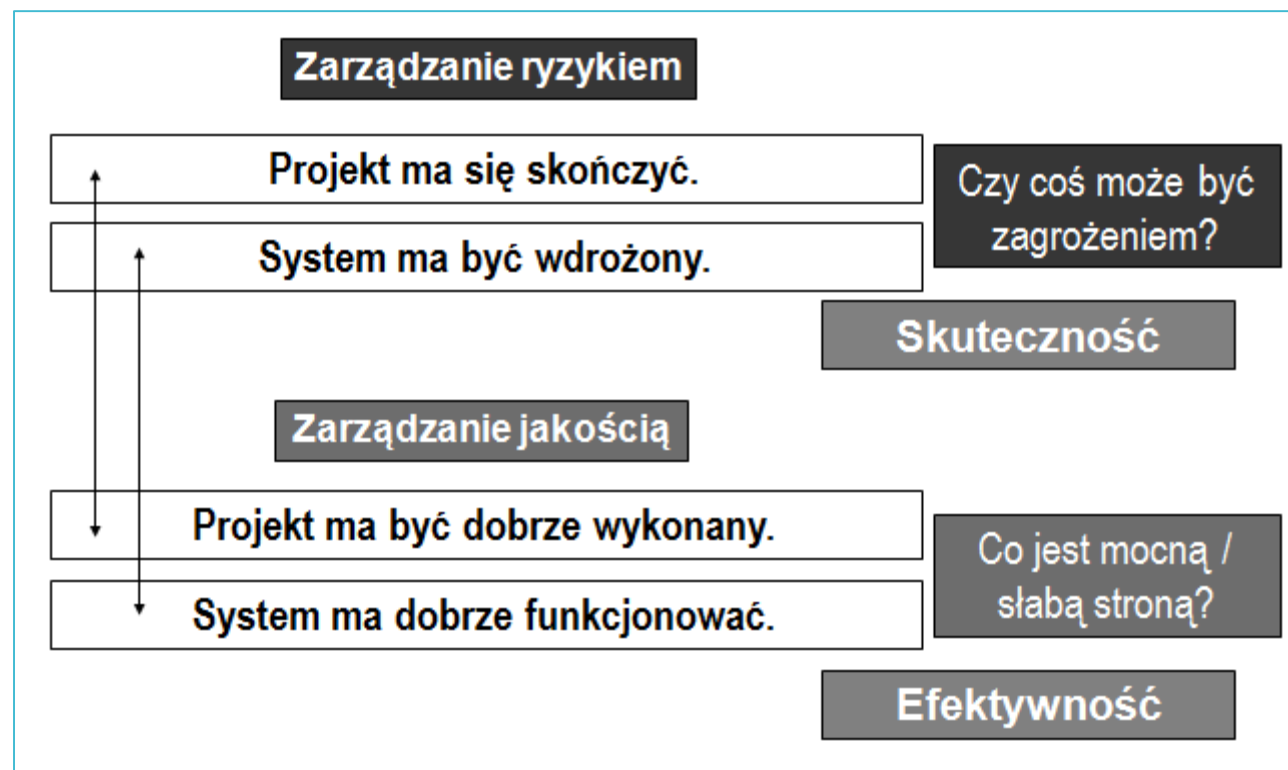 Zarządzanie ryzykiem
Projekt ma się skończyć.
System ma być wdrożony.
Czy coś może być
zagrożeniem?
Skuteczność
Zarządzanie jakością
Projekt ma być dobrze wykonany.
System ma dobrze funkcjonować.
Co jest mocną /
słabą stroną?
Efektywność